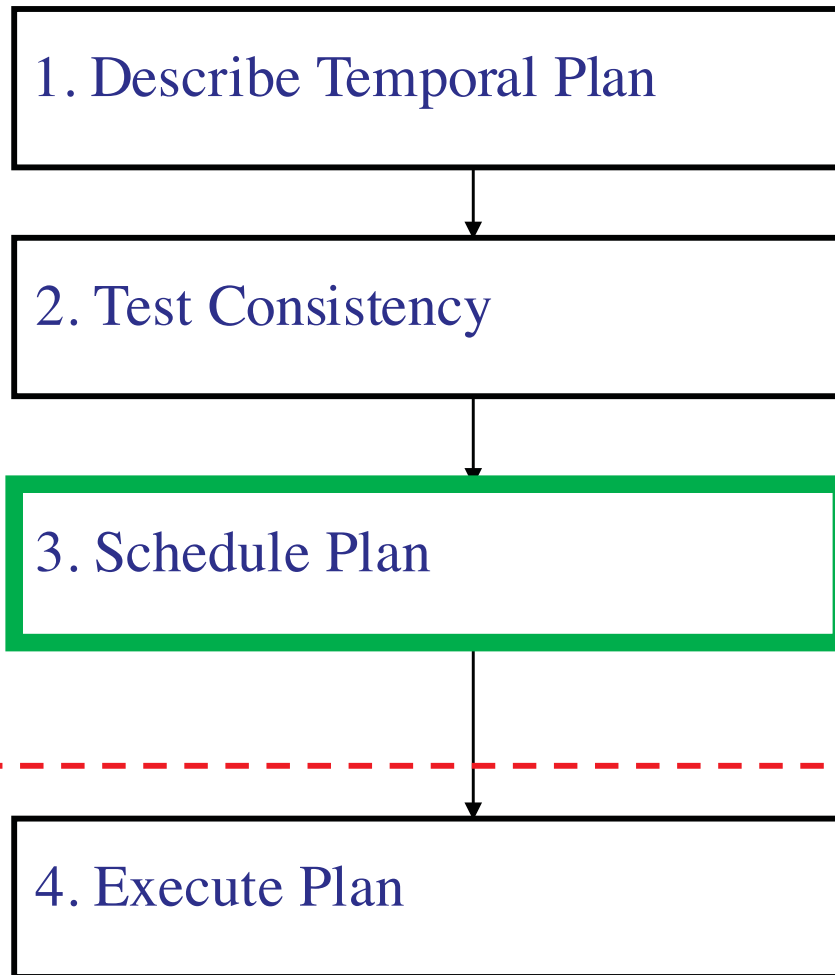 1. Describe Temporal Plan
2. Test Consistency
3. Schedule Plan
4. Execute Plan